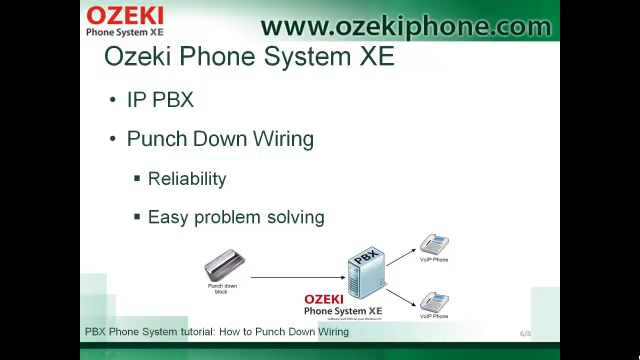 OZEKI
Phone System XE
www.ozekiphone.com
Ozeki Phone System XE
• IP PBX
• Punch Down Wiring
▪ Reliability
▪ Easy problem solving
Punch down
block
PBX
VoIP Phone
VoIP Phone
OZEKI
Phone System XE
PBX Phone System tutorial: How to Punch Down Wiring
6/8